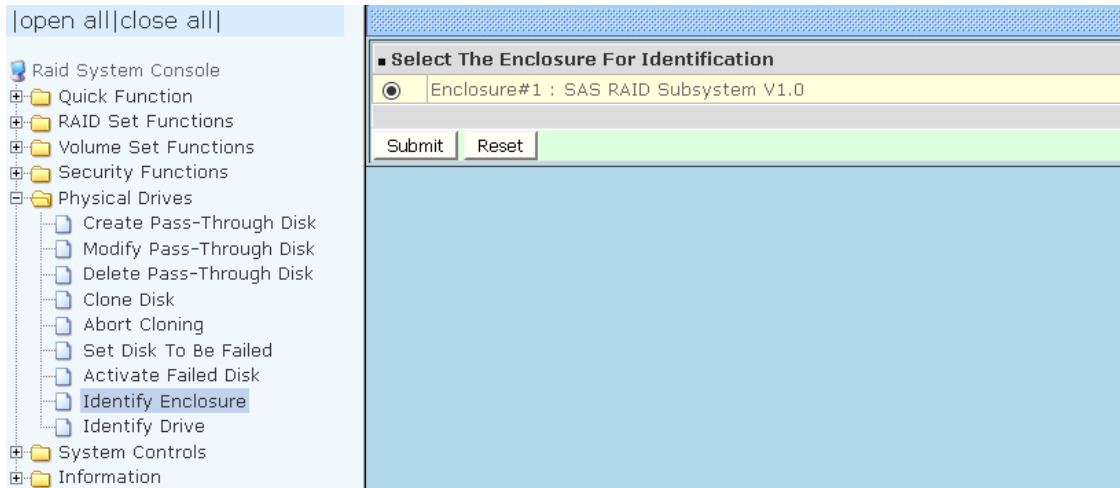 |open all|close all|
Raid System Console
Quick Function
RAID Set Functions
Volume Set Functions
Security Functions
Physical Drives
Create Pass-Through Disk
Modify Pass-Through Disk
Delete Pass-Through Disk
Clone Disk
Abort Cloning
Set Disk To Be Failed
Activate Failed Disk
Identify Enclosure
Identify Drive
System Controls
Information
Select The Enclosure For Identification
Enclosure#1 : SAS RAID Subsystem V1.0
Submit Reset